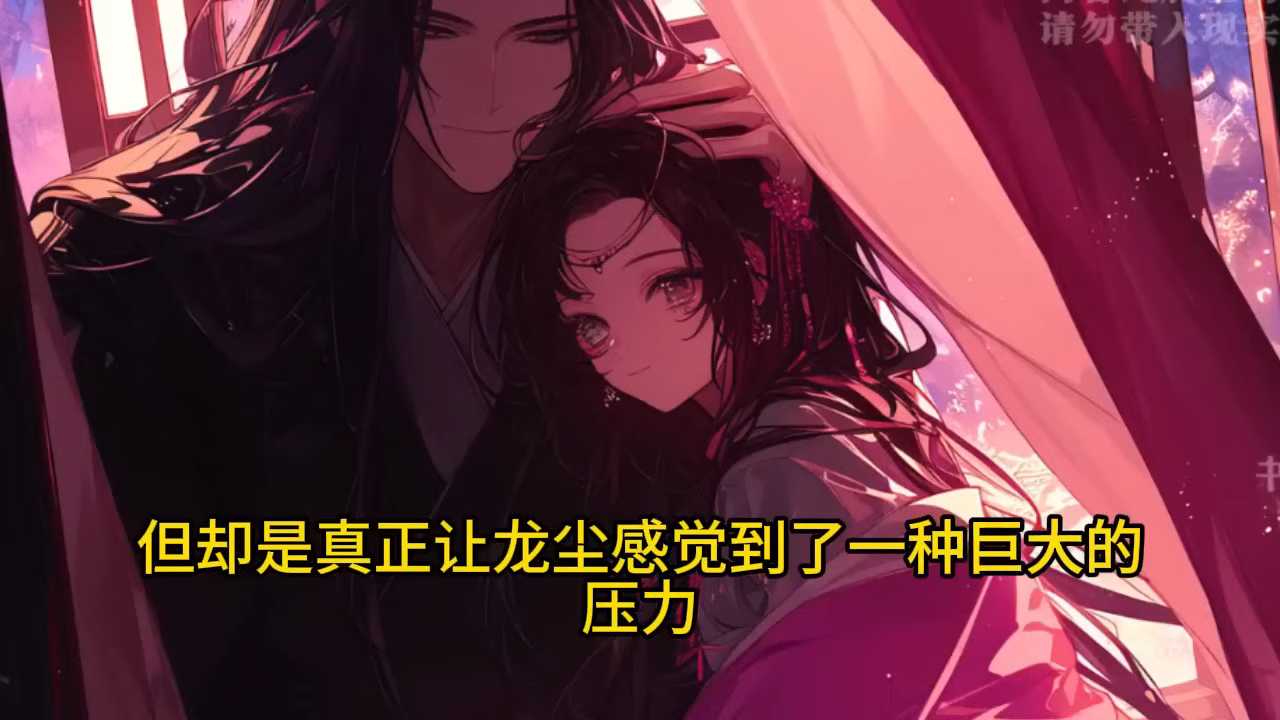 请勿带入现实
但却是真正让龙尘感觉到了一种巨大的
压力